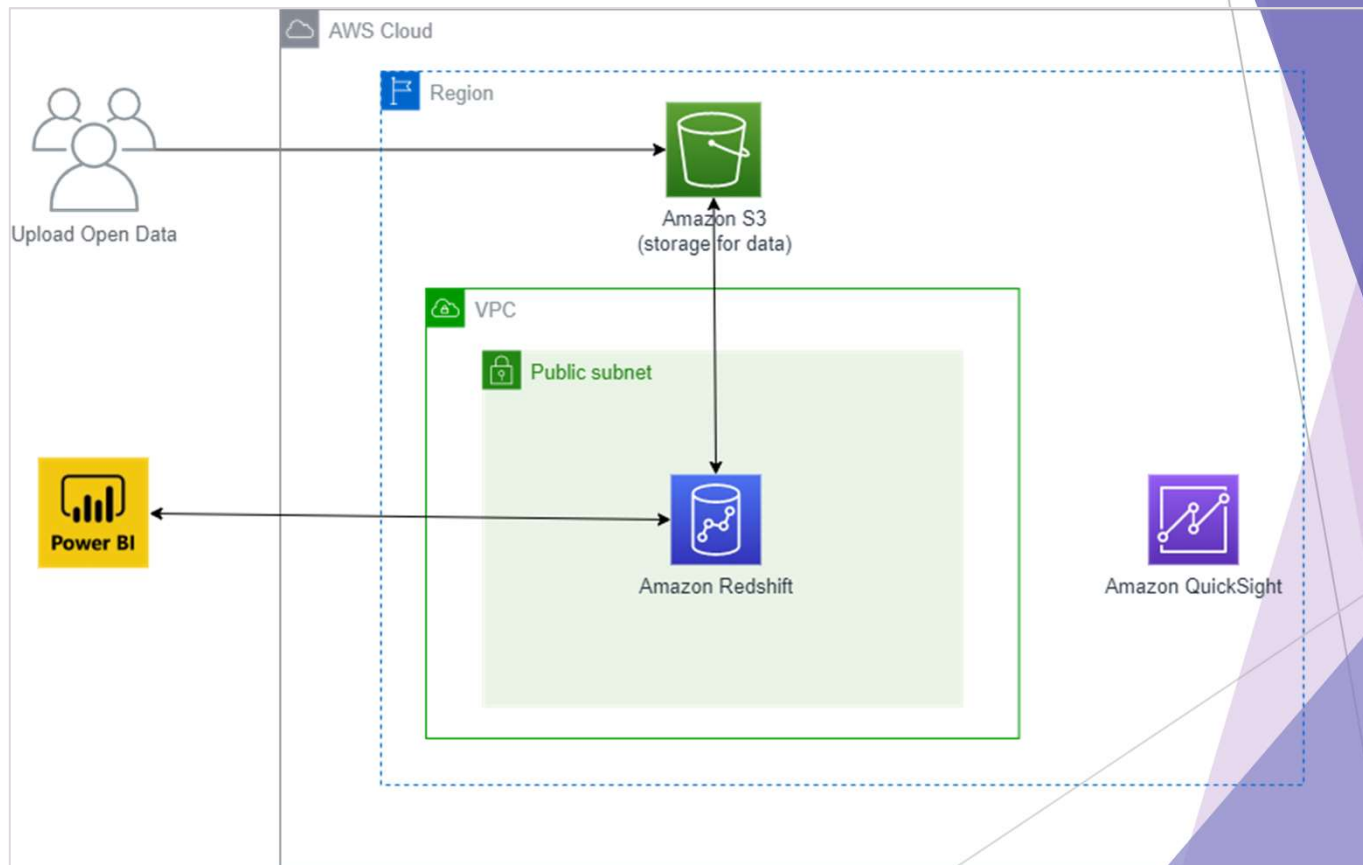 AWS Cloud
Region
Upload Open Data
Amazon S3
(storage for data)
VPC
Public subnet
Power BI
Amazon Redshift
Amazon QuickSight